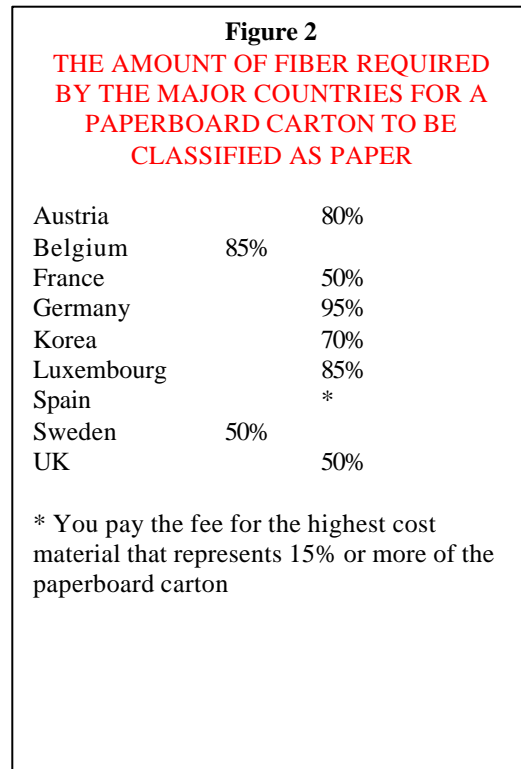 Figure 2
THE AMOUNT OF FIBER REQUIRED
BY THE MAJOR COUNTRIES FOR A
PAPERBOARD CARTON TO BE
CLASSIFIED AS PAPER
Austria 80%
Belgium 85%
France 50%
Germany 95%
Korea 70%
Luxembourg 85%
Spain *
Sweden 50%
UK 50%
* You pay the fee for the highest cost
material that represents 15% or more of the
paperboard carton